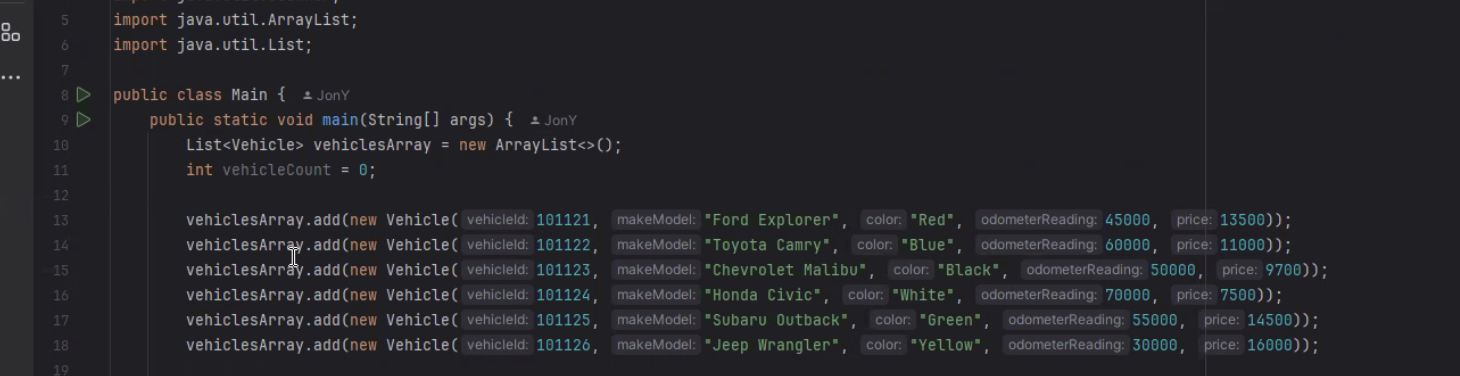 5 import java.util.ArrayList;
6 import java.util.List;
7
8 public class Main { JonY
9 public static void main(String[] args) { JonY
10 List<Vehicle> vehiclesArray = new ArrayList<>();
11 int vehicleCount = 0;
12
13 vehiclesArray.add(new Vehicle( vehicleId: 101121, makeModel: "Ford Explorer", color: "Red", odometerReading: 45000, price: 13500));
14 vehiclesArray.add(new Vehicle( vehicleId: 101122, makeModel: "Toyota Camry", color: "Blue", odometerReading: 60000, price: 11000));
15 vehiclesArray.add(new Vehicle( vehicleId: 101123, makeModel: "Chevrolet Malibu", color: "Black", odometerReading: 50000, price: 9700));
16 vehiclesArray.add(new Vehicle( vehicleId: 101124, makeModel: "Honda Civic", color: "White", odometerReading: 70000, price: 7500));
17 vehiclesArray.add(new Vehicle( vehicleId: 101125, makeModel: "Subaru Outback", color: "Green", odometerReading: 55000, price: 14500));
18 vehiclesArray.add(new Vehicle( vehicleId: 101126, makeModel: "Jeep Wrangler", color: "Yellow", odometerReading: 30000, price: 16000));
19